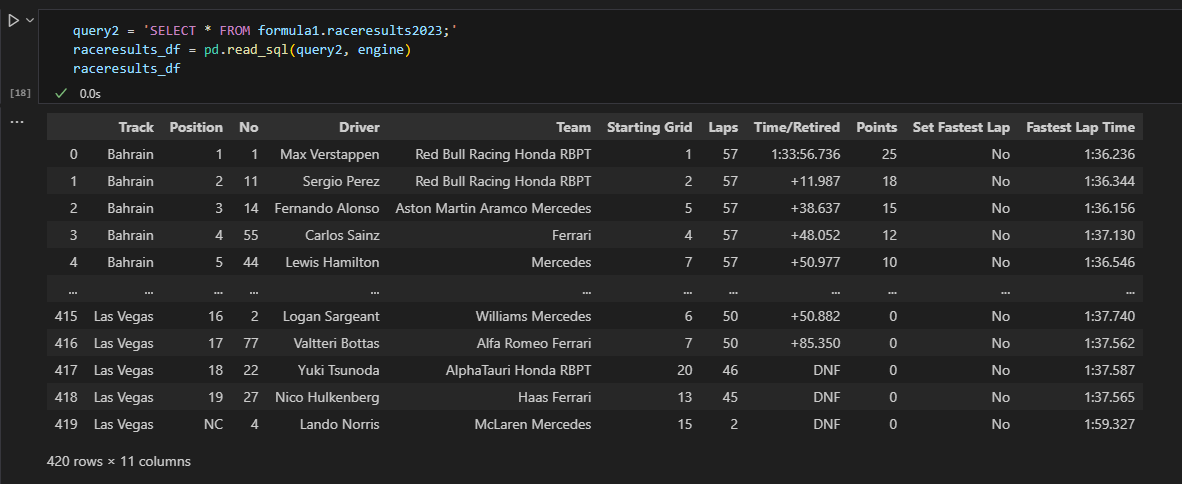 query2 = 'SELECT * FROM formula1.raceresults2023;'
raceresults_df = pd.read_sql(query2, engine)
raceresults_df
[18] 0.0s
...
Track Position No Driver Team Starting Grid Laps Time/Retired Points Set Fastest Lap Fastest Lap Time
0 Bahrain 1 1 Max Verstappen Red Bull Racing Honda RBPT 1 57 1:33:56.736 25 No 1:36.236
1 Bahrain 2 11 Sergio Perez Red Bull Racing Honda RBPT 2 57 +11.987 18 No 1:36.344
2 Bahrain 3 14 Fernando Alonso Aston Martin Aramco Mercedes 5 57 +38.637 15 No 1:36.156
3 Bahrain 4 55 Carlos Sainz Ferrari 4 57 +48.052 12 No 1:37.130
4 Bahrain 5 44 Lewis Hamilton Mercedes 7 57 +50.977 10 No 1:36.546
... ... ... ... ... ... ... ... ... ... ... ...
415 Las Vegas 16 2 Logan Sargeant Williams Mercedes 6 50 +50.882 0 No 1:37.740
416 Las Vegas 17 77 Valtteri Bottas Alfa Romeo Ferrari 7 50 +85.350 0 No 1:37.562
417 Las Vegas 18 22 Yuki Tsunoda AlphaTauri Honda RBPT 20 46 DNF 0 No 1:37.587
418 Las Vegas 19 27 Nico Hulkenberg Haas Ferrari 13 45 DNF 0 No 1:37.565
419 Las Vegas NC 4 Lando Norris McLaren Mercedes 15 2 DNF 0 No 1:59.327
420 rows × 11 columns